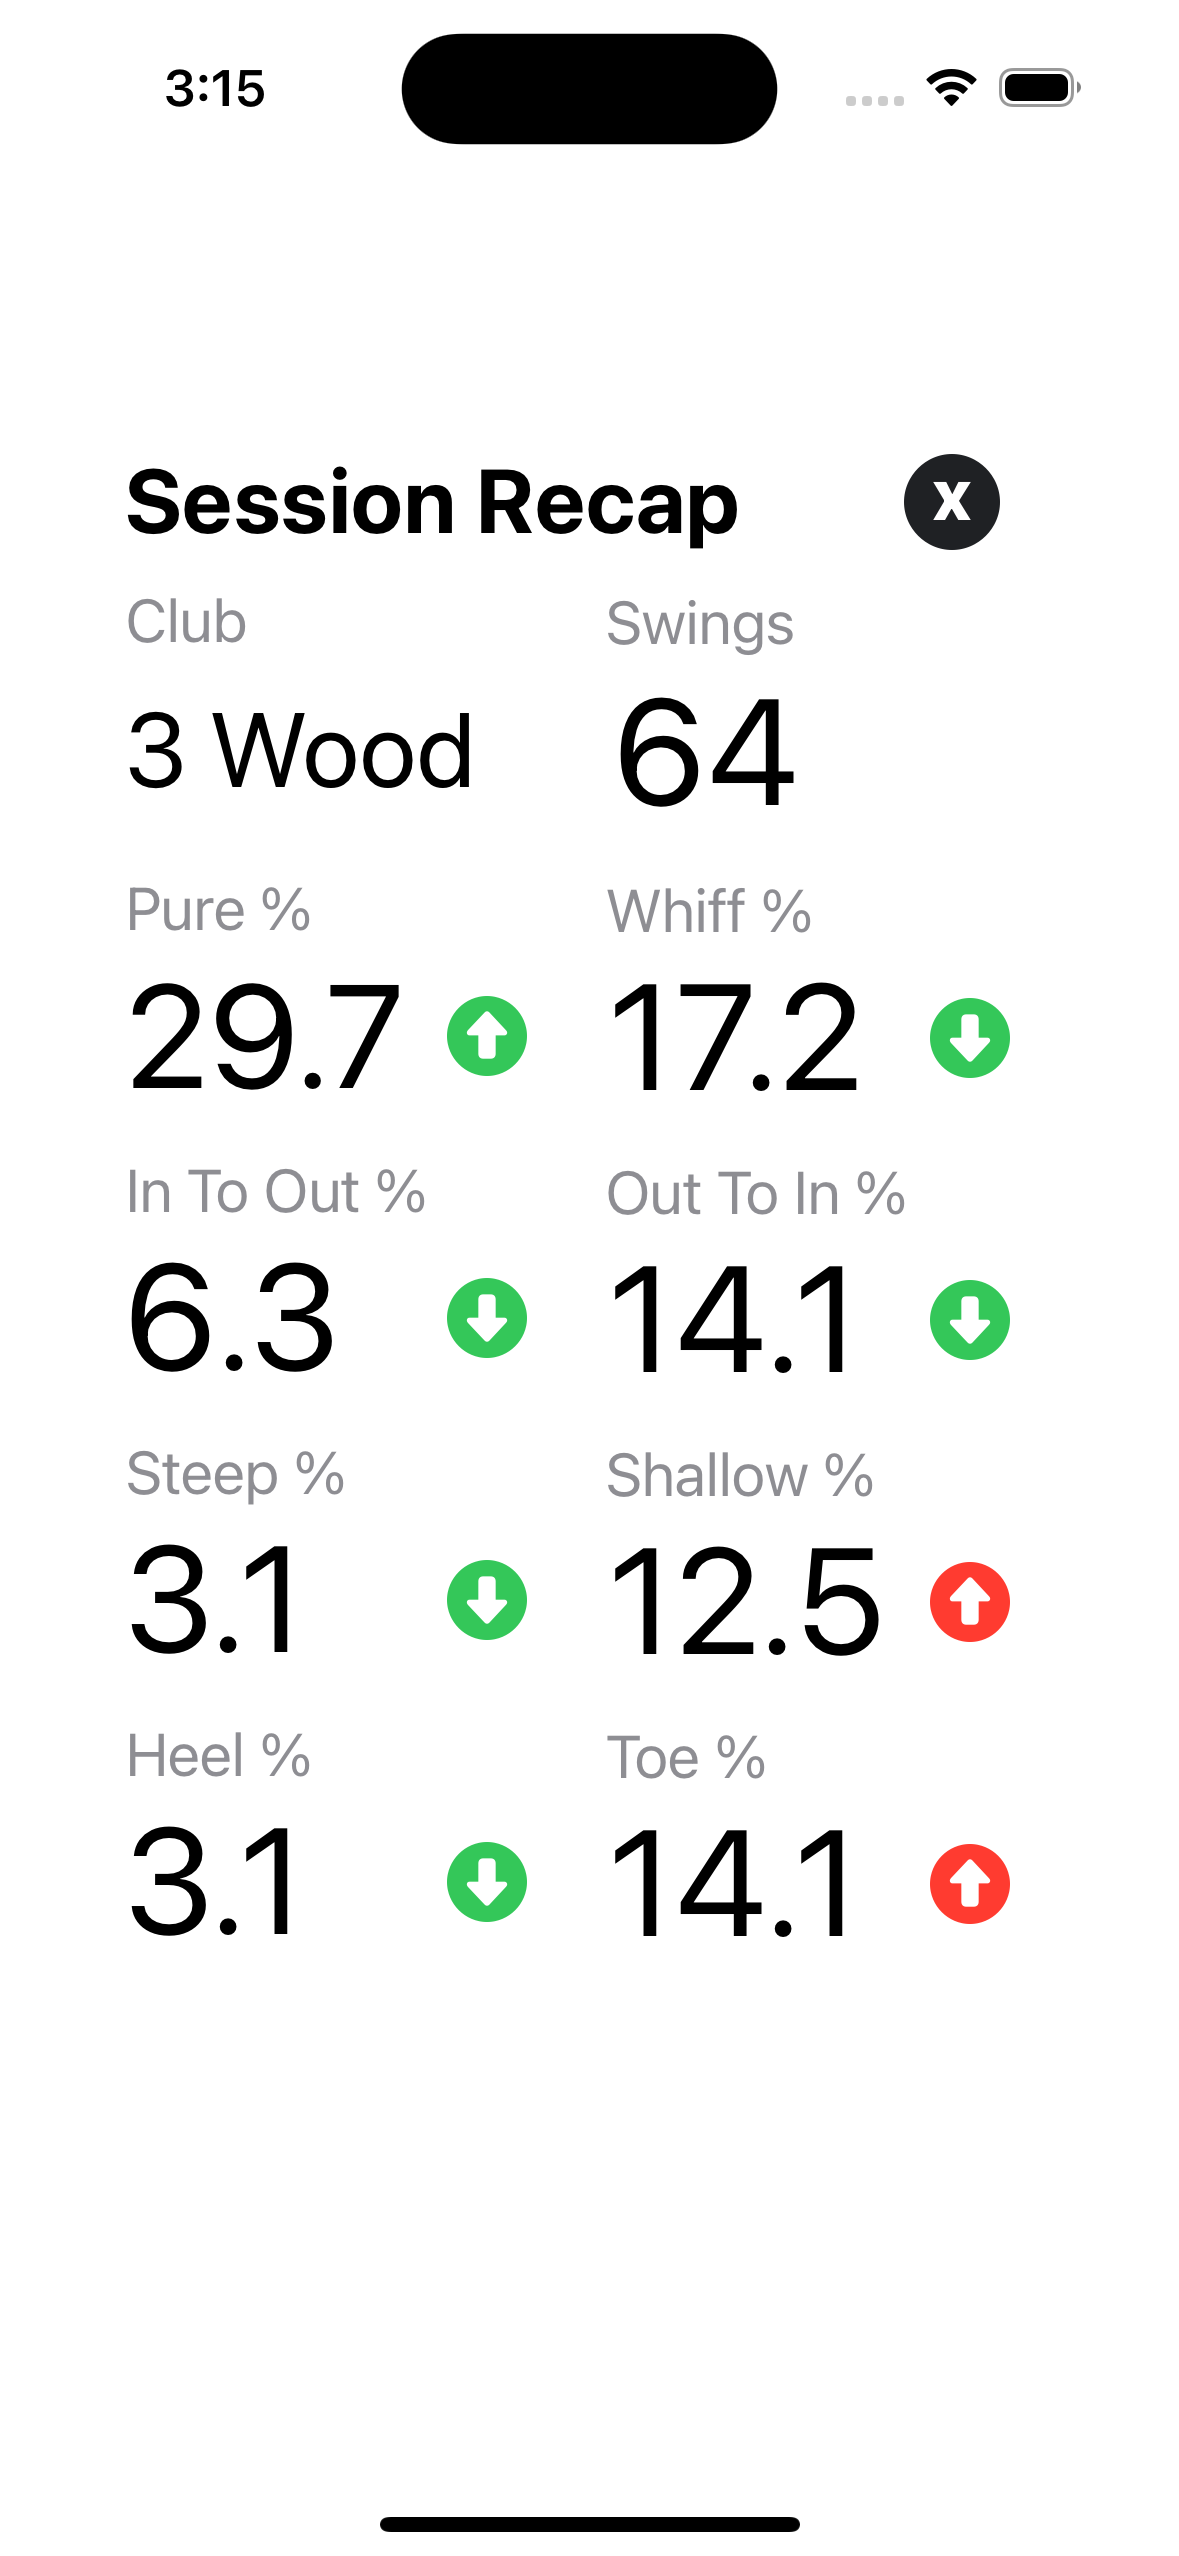 3:15
Session Recap X
Club Swings
3 Wood 64
Pure % Whiff %
29.7 17.2
In To Out % Out To In %
6.3 14.1
Steep % Shallow %
3.1 12.5
Heel % Toe %
3.1 14.1